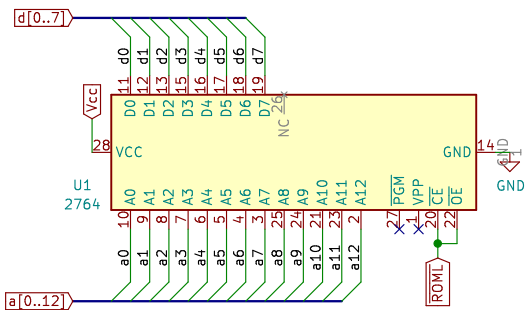 d[0..7]
d0 d1 d2 d3 d4 d5 d6 d7
11 12 13 15 16 17 18 19
D0 D1 D2 D3 D4 D5 D6 D7
26
NC
Vcc
28
VCC
GND
14
GND
1
GND
U1
2764
A0 A1 A2 A3 A4 A5 A6 A7 A8 A9 A10 A11 A12
PGM VPP CE OE
10 9 8 7 6 5 4 3 25 24 21 23 2
27 1 20 22
a0 a1 a2 a3 a4 a5 a6 a7 a8 a9 a10 a11 a12
ROML
a[0..12]